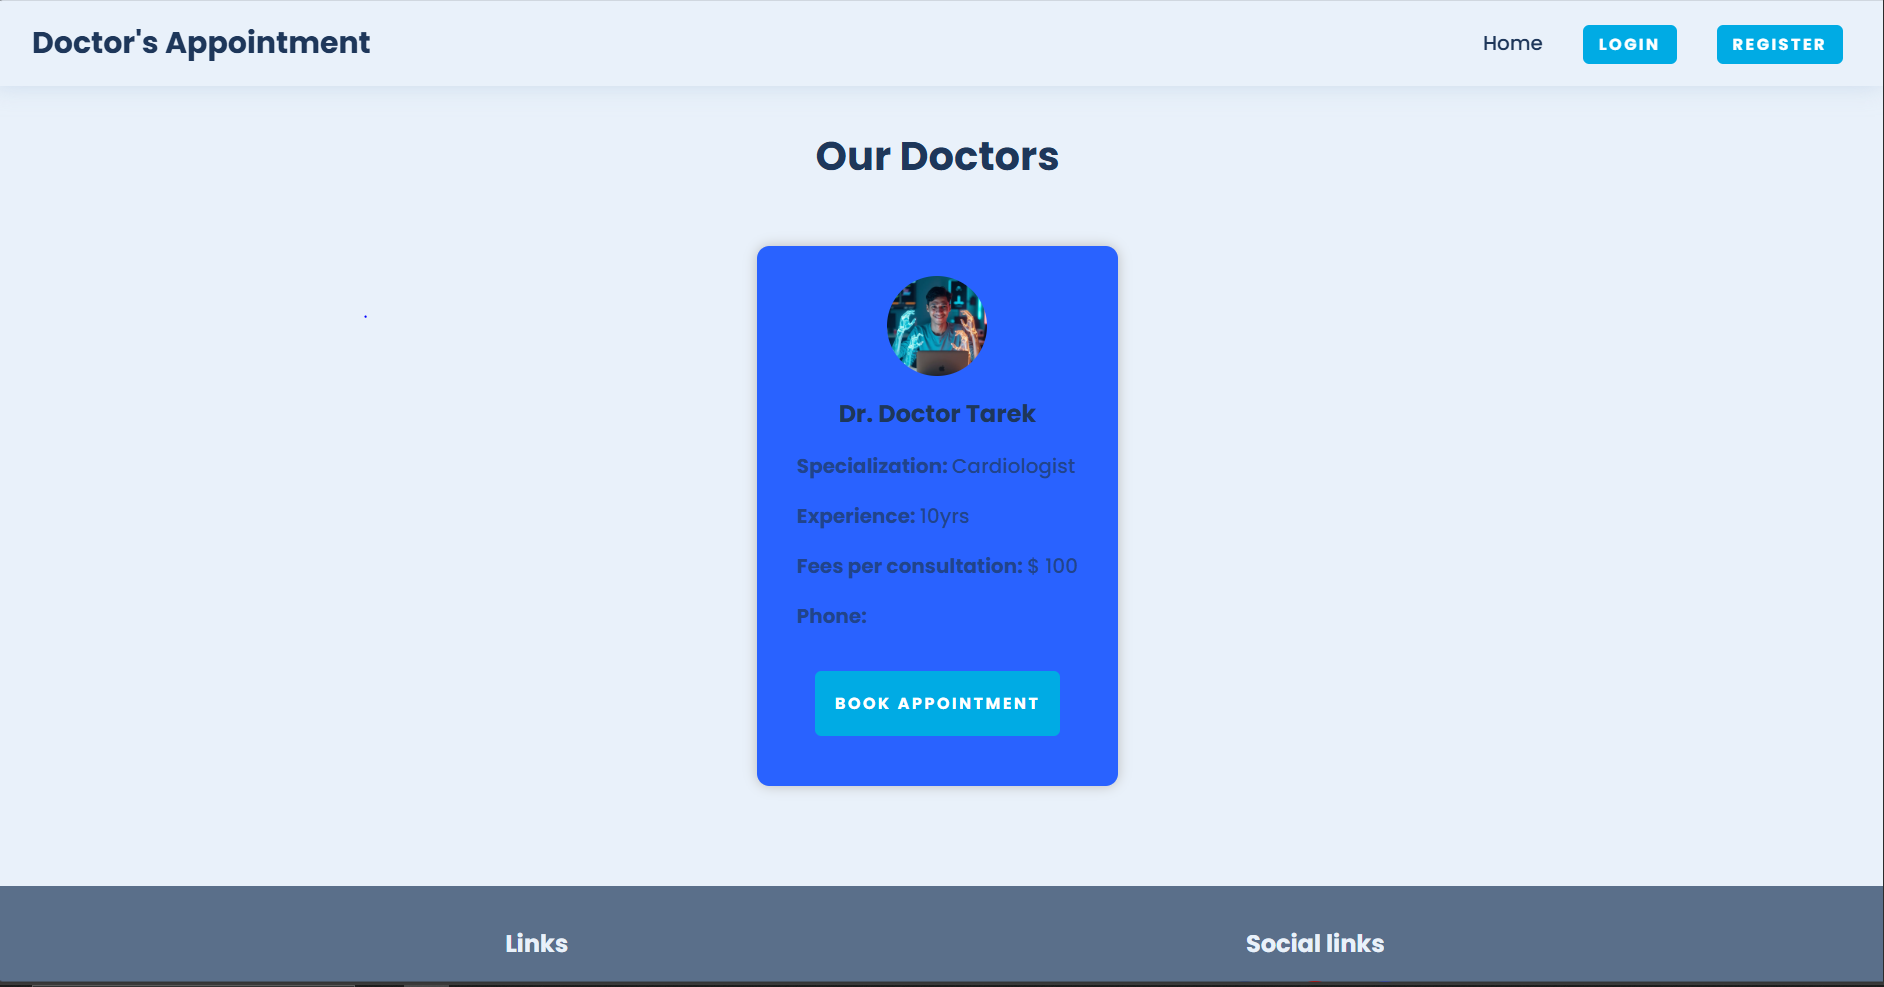 Doctor's Appointment
Home
LOGIN
REGISTER
Our Doctors
Dr. Doctor Tarek
Specialization: Cardiologist
Experience: 10yrs
Fees per consultation: $ 100
Phone:
BOOK APPOINTMENT
Links
Social links